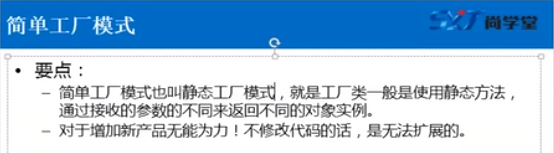 简单工厂模式
SXT 尚学堂
• 要点：
– 简单工厂模式也叫静态工厂模式，就是工厂类一般是使用静态方法，
通过接收的参数的不同来返回不同的对象实例。
– 对于增加新产品无能为力！不修改代码的话，是无法扩展的。